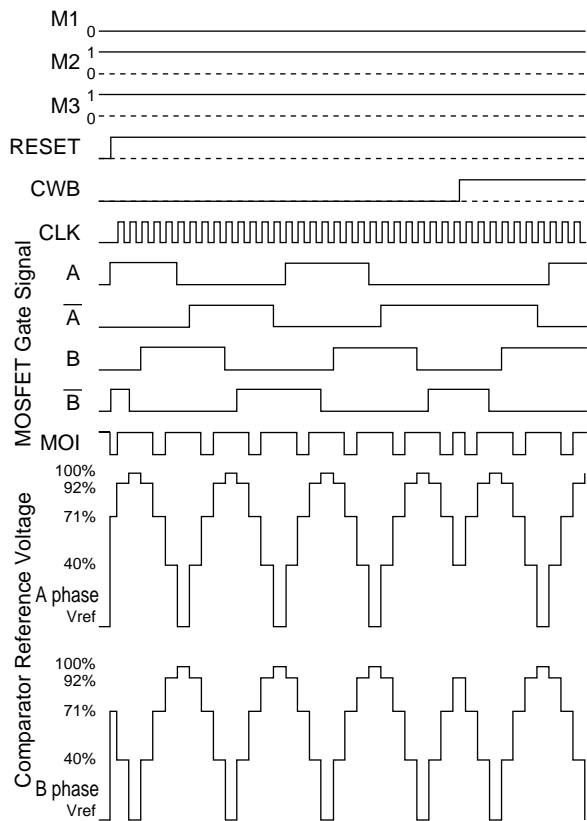 M1
0
M2
1
0
M3
1
0
RESET
CWB
CLK
MOSFET Gate Signal
A
A
B
B
MOI
Comparator Reference Voltage
100%
92%
71%
40%
A phase
Vref
100%
92%
71%
40%
B phase
Vref